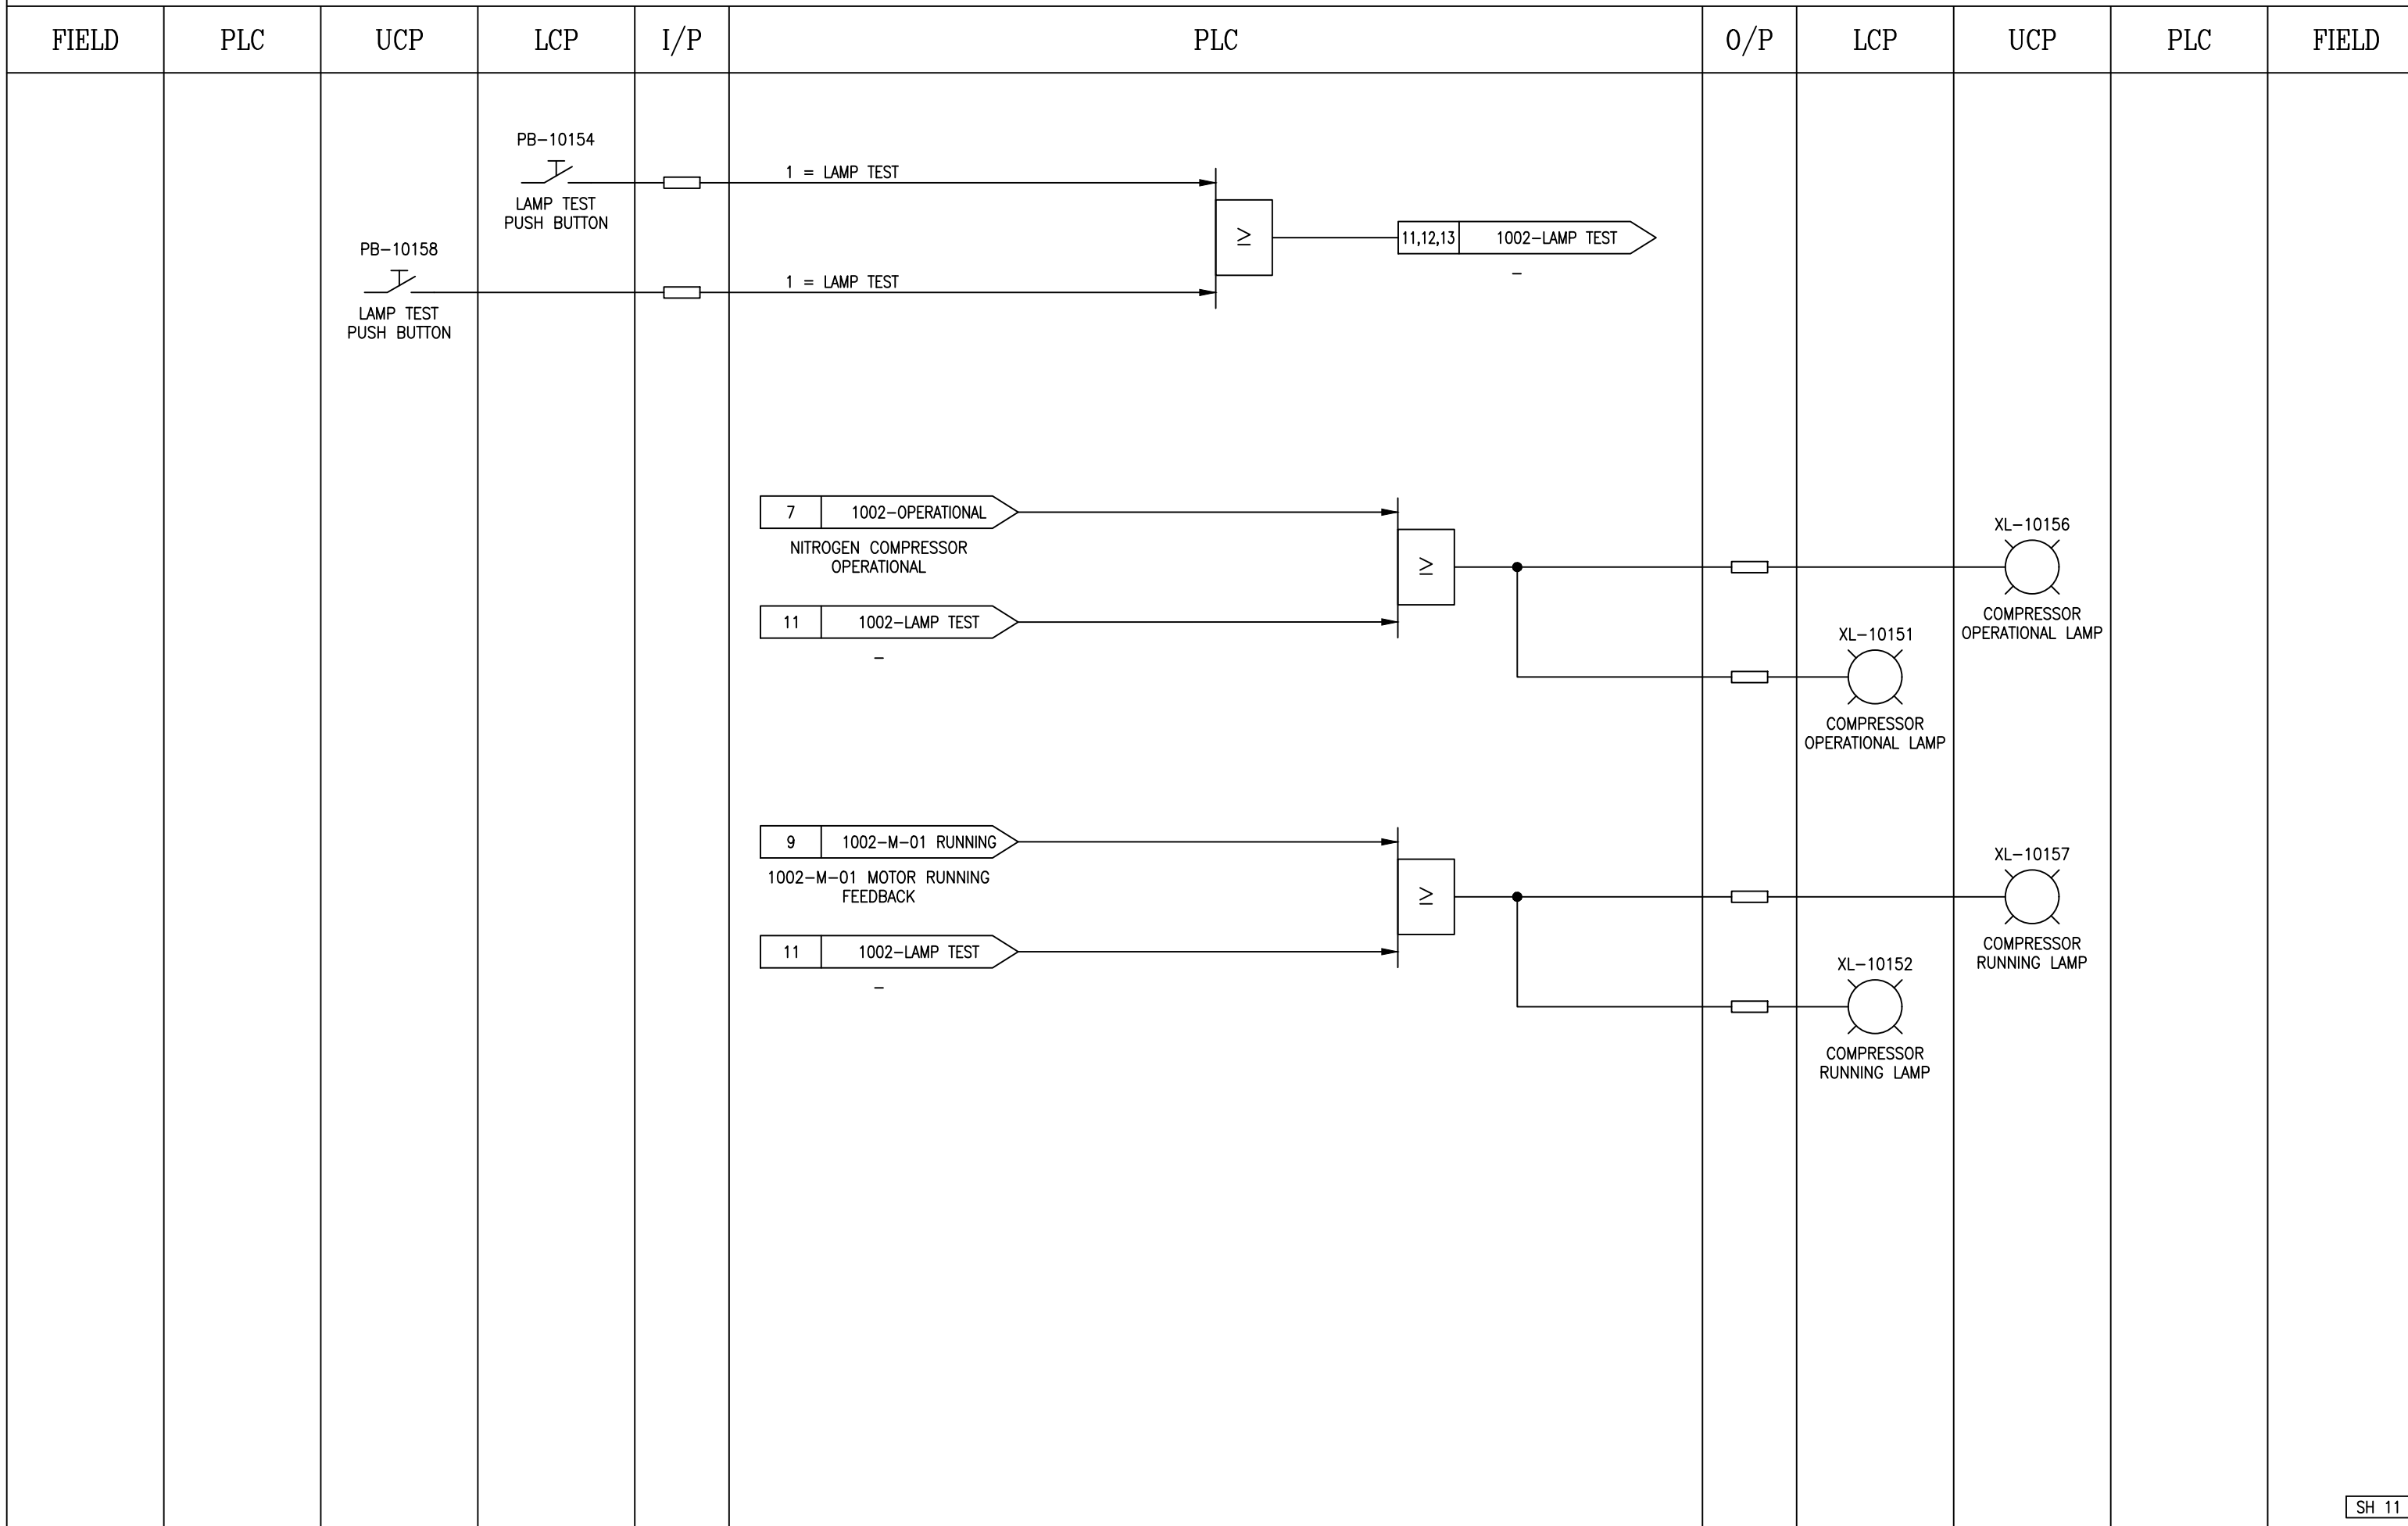 FIELD PLC UCP LCP I/P PLC O/P LCP UCP PLC FIELD
PB-10154
LAMP TEST
PUSH BUTTON
1 = LAMP TEST
PB-10158
LAMP TEST
PUSH BUTTON
1 = LAMP TEST
≥
11,12,13 1002-LAMP TEST
-
7 1002-OPERATIONAL
NITROGEN COMPRESSOR
OPERATIONAL
11 1002-LAMP TEST
-
≥
XL-10156
COMPRESSOR
OPERATIONAL LAMP
XL-10151
COMPRESSOR
OPERATIONAL LAMP
9 1002-M-01 RUNNING
1002-M-01 MOTOR RUNNING
FEEDBACK
11 1002-LAMP TEST
-
≥
XL-10157
COMPRESSOR
RUNNING LAMP
XL-10152
COMPRESSOR
RUNNING LAMP
SH 11